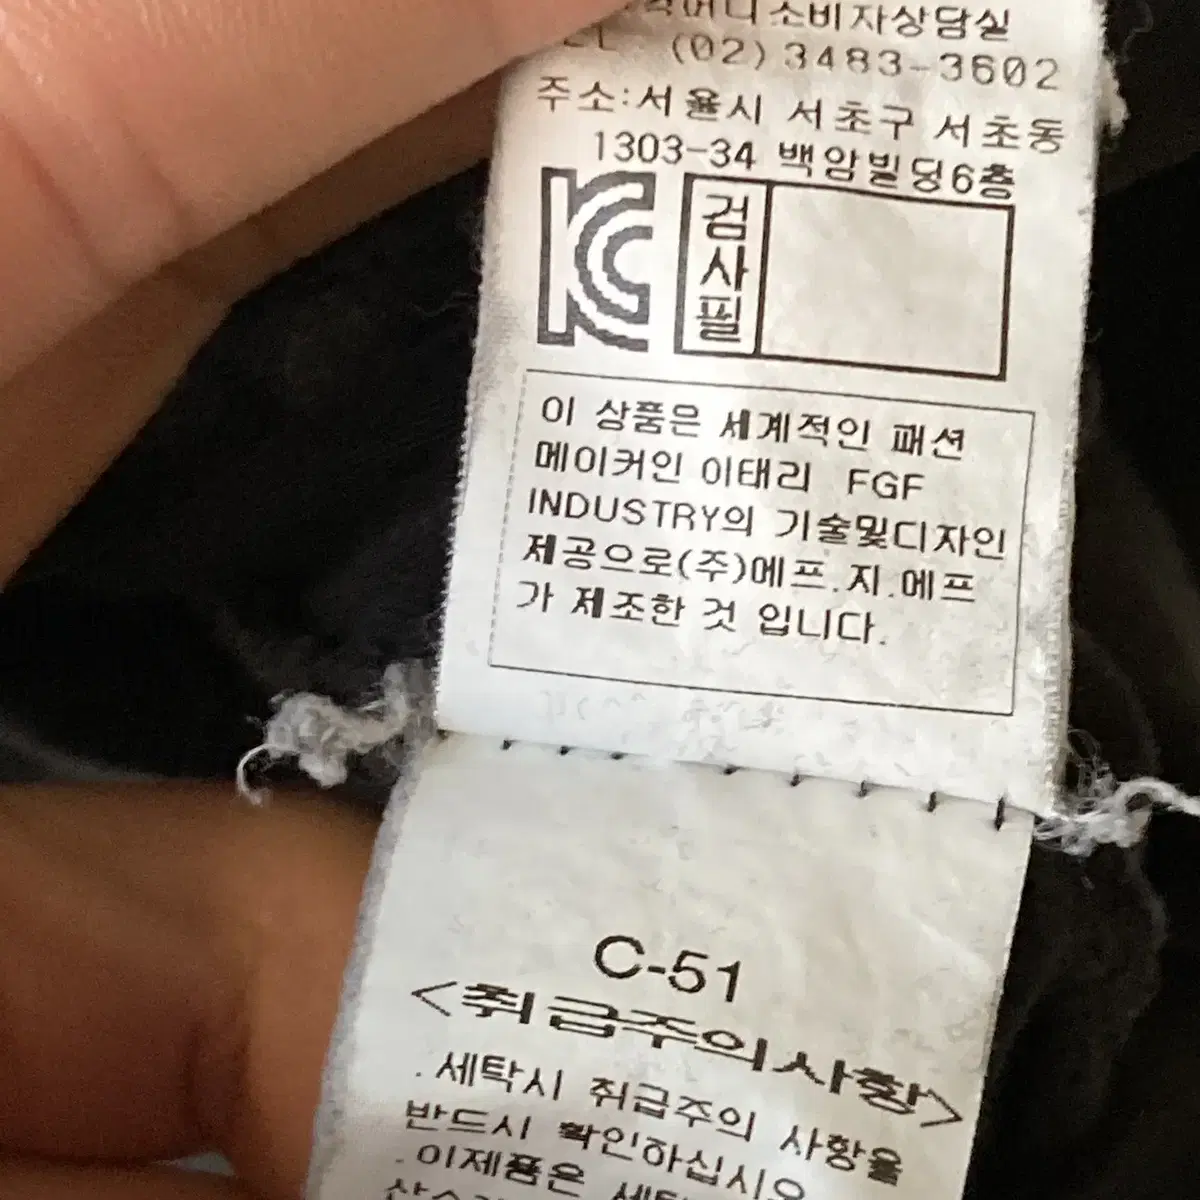 소비자상담실
(02)3483-3602
주소:서울시 서초구 서초동
1303-34 백암빌딩6층
KC
검사필
이 상품은 세계적인 패션
메이커인 이태리 FGF
INDUSTRY의 기술및디자인
제공으로(주)에프.지.에프
가 제조한 것 입니다.
C-51
<취급주의사항>
.세탁시 취급주의 사항을
반드시 확인하십시오
.이제품은